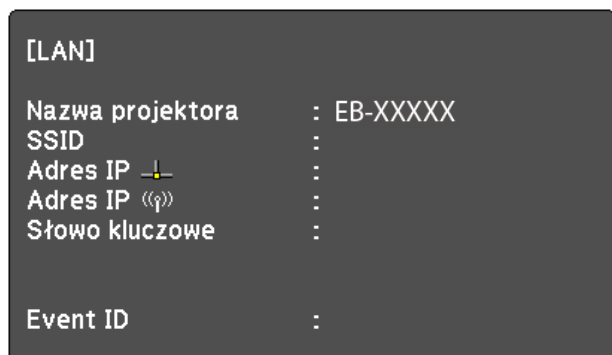 [LAN]
Nazwa projektora : EB-XXXXX
SSID :
Adres IP :
Adres IP :
Słowo kluczowe :
Event ID :